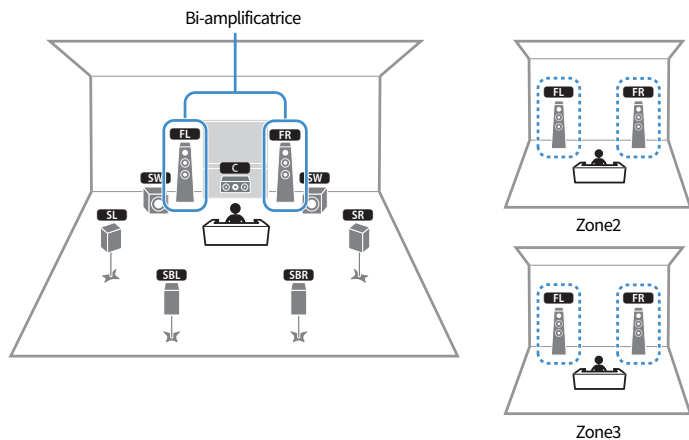 Bi-amplificatrice
FL
FR
C
SW
SW
SL
SR
SBL
SBR
FL
FR
Zone2
FL
FR
Zone3